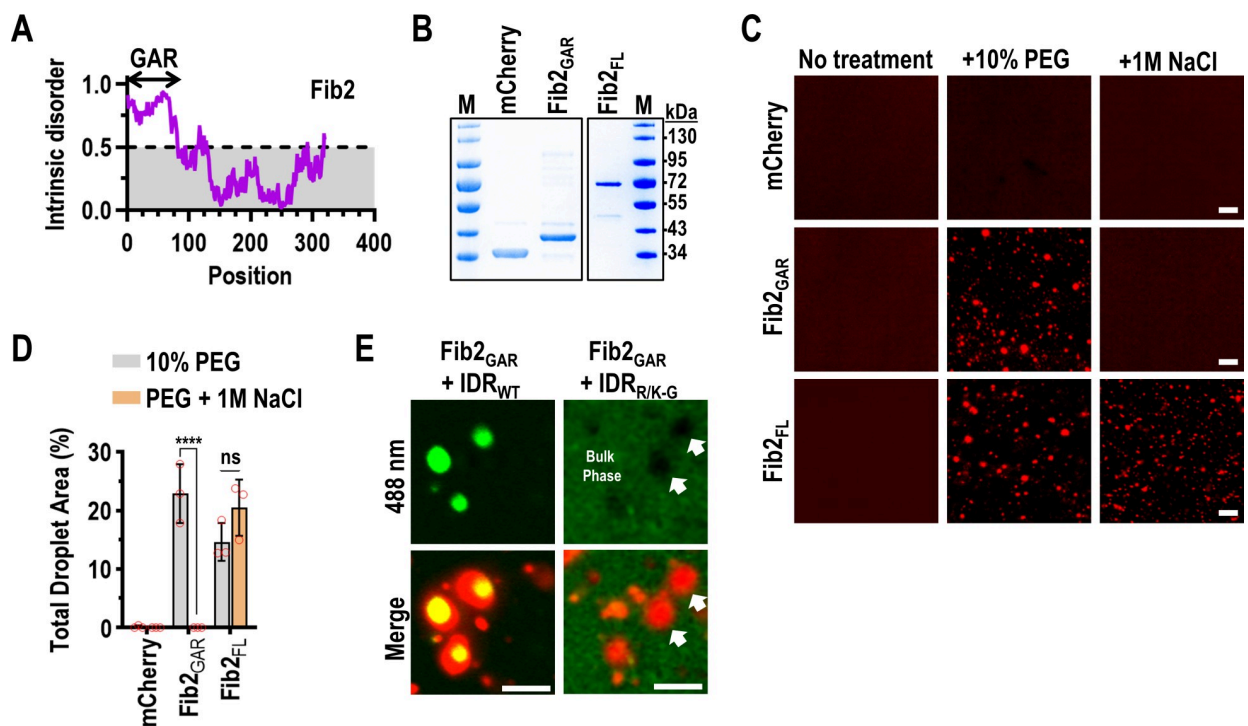 A
GAR
Fib2
Intrinsic disorder
1.0
0.5
0.0
0 100 200 300 400
Position
B
M mCherry Fib2GAR Fib2FL M kDa
-130
-95
-72
-55
-43
-34
C
No treatment +10% PEG +1M NaCl
mCherry
Fib2GAR
Fib2FL
D
10% PEG
PEG + 1M NaCl
Total Droplet Area (%)
30
20
10
0
**** ns
mCherry Fib2GAR Fib2FL
E
Fib2GAR + IDRWT
Fib2GAR + IDRR/K-G
488 nm
Bulk
Phase
Merge